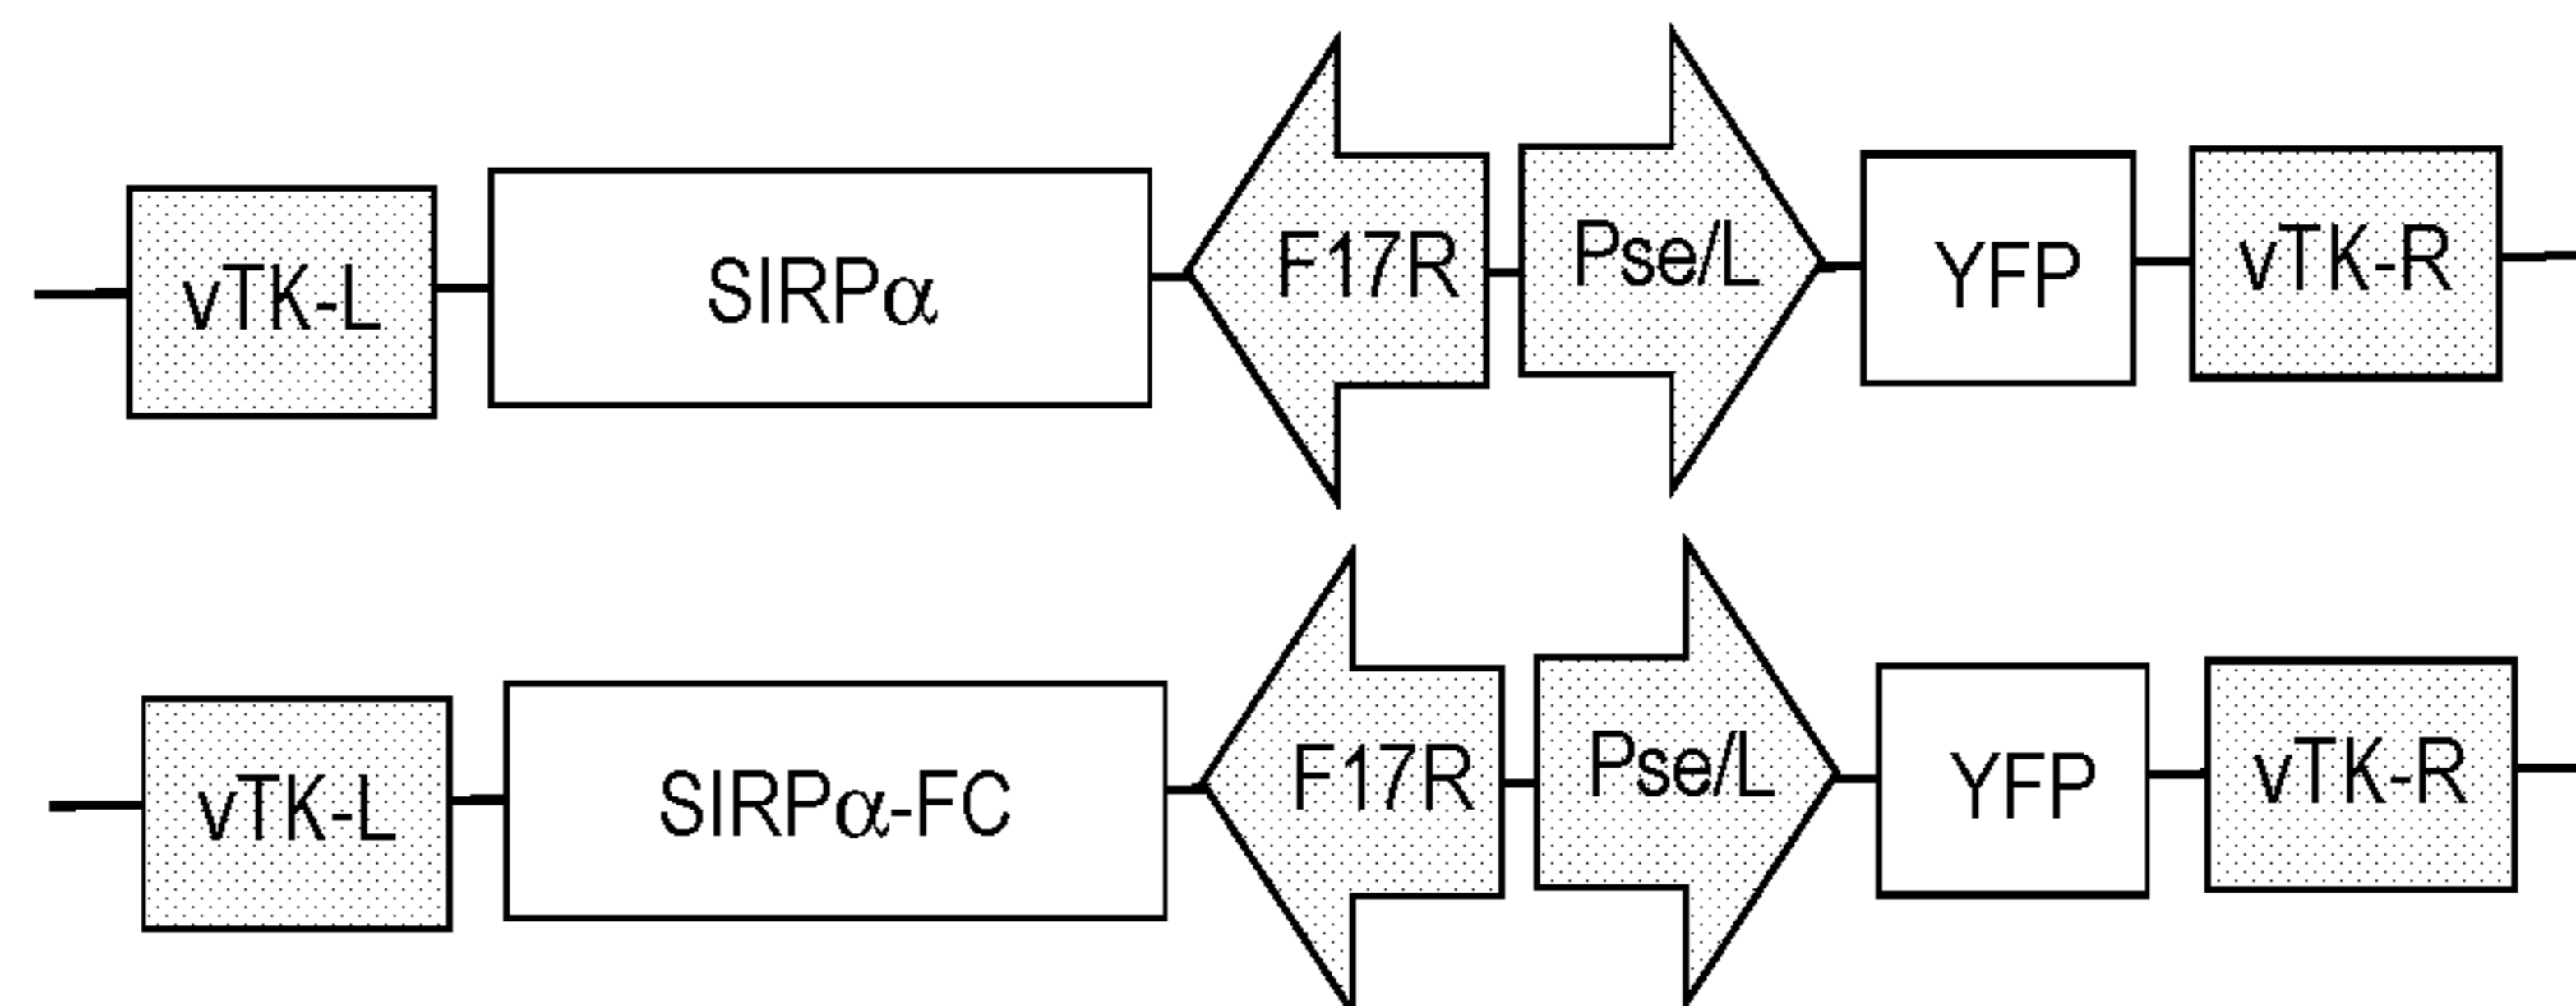 vTK-L SIRPα F17R Pse/L YFP vTK-R
vTK-L SIRPα-FC F17R Pse/L YFP vTK-R